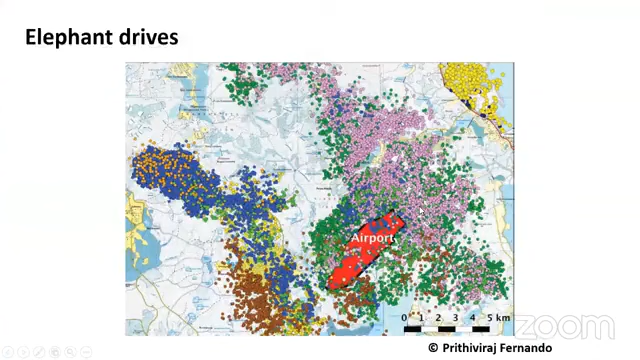 Elephant drives
Airport
0 1 2 3 4 5 km
zoom
© Prithiviraj Fernando